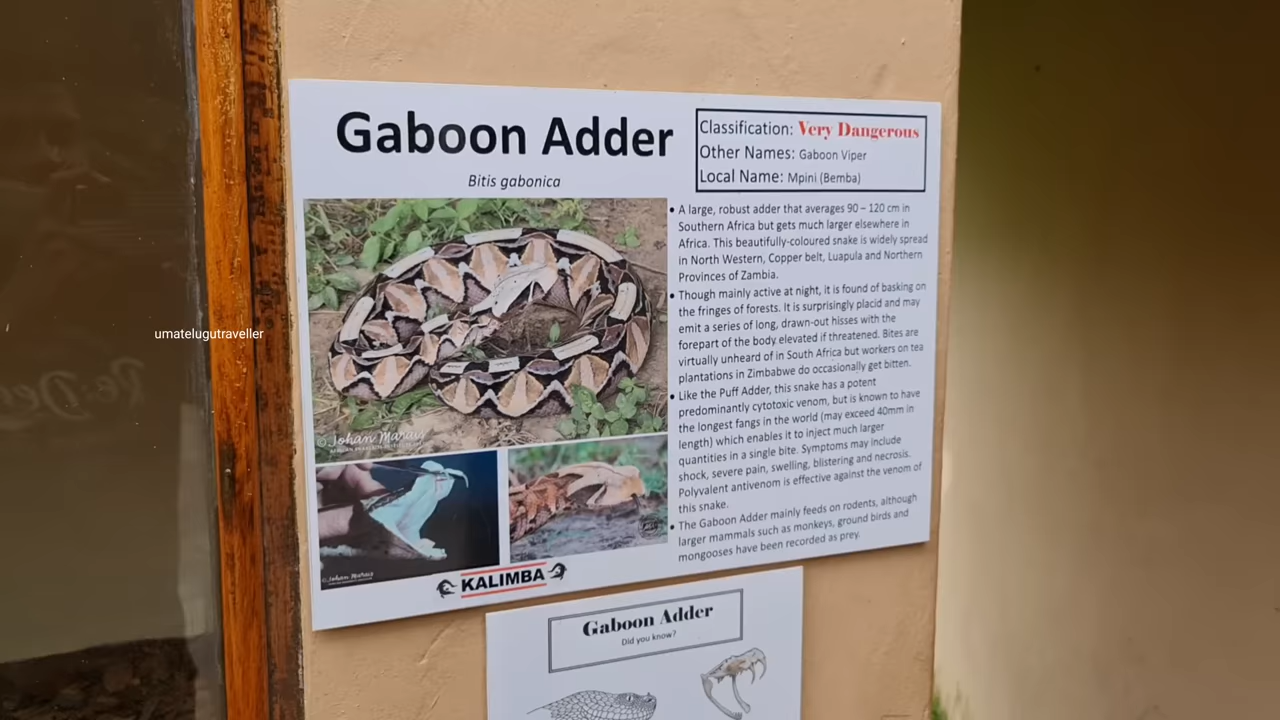 Gaboon Adder
Bitis gabonica
Classification: Very Dangerous
Other Names: Gaboon Viper
Local Name: Mpini (Bemba)
• A large, robust adder that averages 90 – 120 cm in
Southern Africa but gets much larger elsewhere in
Africa. This beautifully-coloured snake is widely spread
in North Western, Copper belt, Luapula and Northern
Provinces of Zambia.
• Though mainly active at night, it is found of basking on
the fringes of forests. It is surprisingly placid and may
emit a series of long, drawn-out hisses with the
forepart of the body elevated if threatened. Bites are
virtually unheard of in South Africa but workers on tea
plantations in Zimbabwe do occasionally get bitten.
• Like the Puff Adder, this snake has a potent
predominantly cytotoxic venom, but is known to have
the longest fangs in the world (may exceed 40mm in
length) which enables it to inject much larger
quantities in a single bite. Symptoms may include
shock, severe pain, swelling, blistering and necrosis.
Polyvalent antivenom is effective against the venom of
this snake.
• The Gaboon Adder mainly feeds on rodents, although
larger mammals such as monkeys, ground birds and
mongooses have been recorded as prey.
© Johan Marais
© Johan Marais
KALIMBA
Gaboon Adder
Did you know?
umatelugutraveller